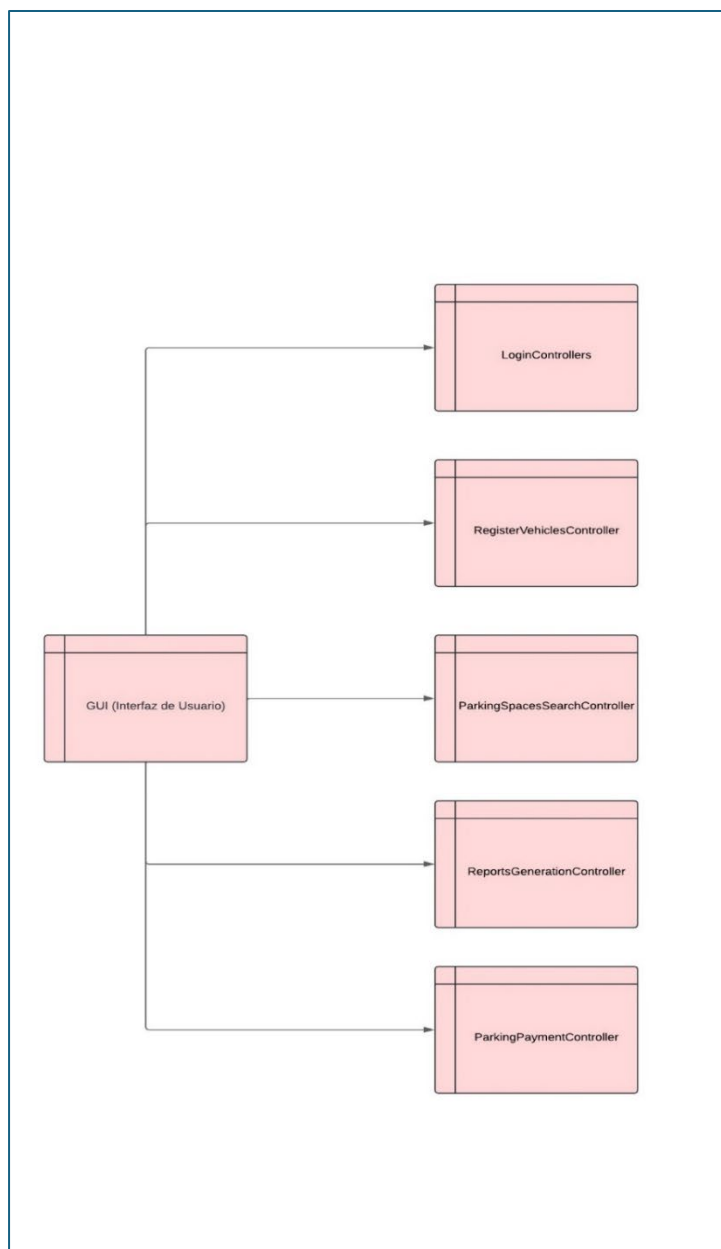 LoginControllers
RegisterVehiclesController
GUI (Interfaz de Usuario)
ParkingSpacesSearchController
ReportsGenerationController
ParkingPaymentController